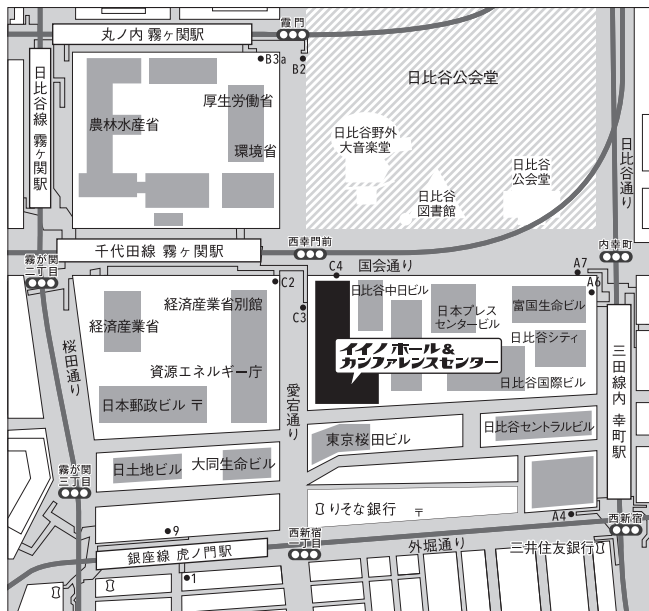 霞門
丸ノ内 霧ヶ関駅
B3a
B2
日比谷線 霧ヶ関駅
厚生労働省
農林水産省
環境省
日比谷公会堂
日比谷野外
大音楽堂
日比谷
公会堂
日比谷
図書館
日比谷通り
千代田線 霧ヶ関駅
西幸門前
内幸町
霧が関
二丁目
国会通り
C4
A7
C2
A6
C3
経済産業省別館
日比谷中日ビル
日本プレス
センタービル
富国生命ビル
経済産業省
日比谷シティ
イイノホール&
カンファレンスセンター
桜田通り
資源エネルギー庁
日比谷国際ビル
日本郵政ビル 〒
愛宕通り
三田線内 幸町駅
日比谷セントラルビル
東京桜田ビル
日土地ビル
大同生命ビル
霧が関
三丁目
りそな銀行
〒
A4
西新宿
9
西新宿
一丁目
外堀通り
三井住友銀行
銀座線 虎ノ門駅
1